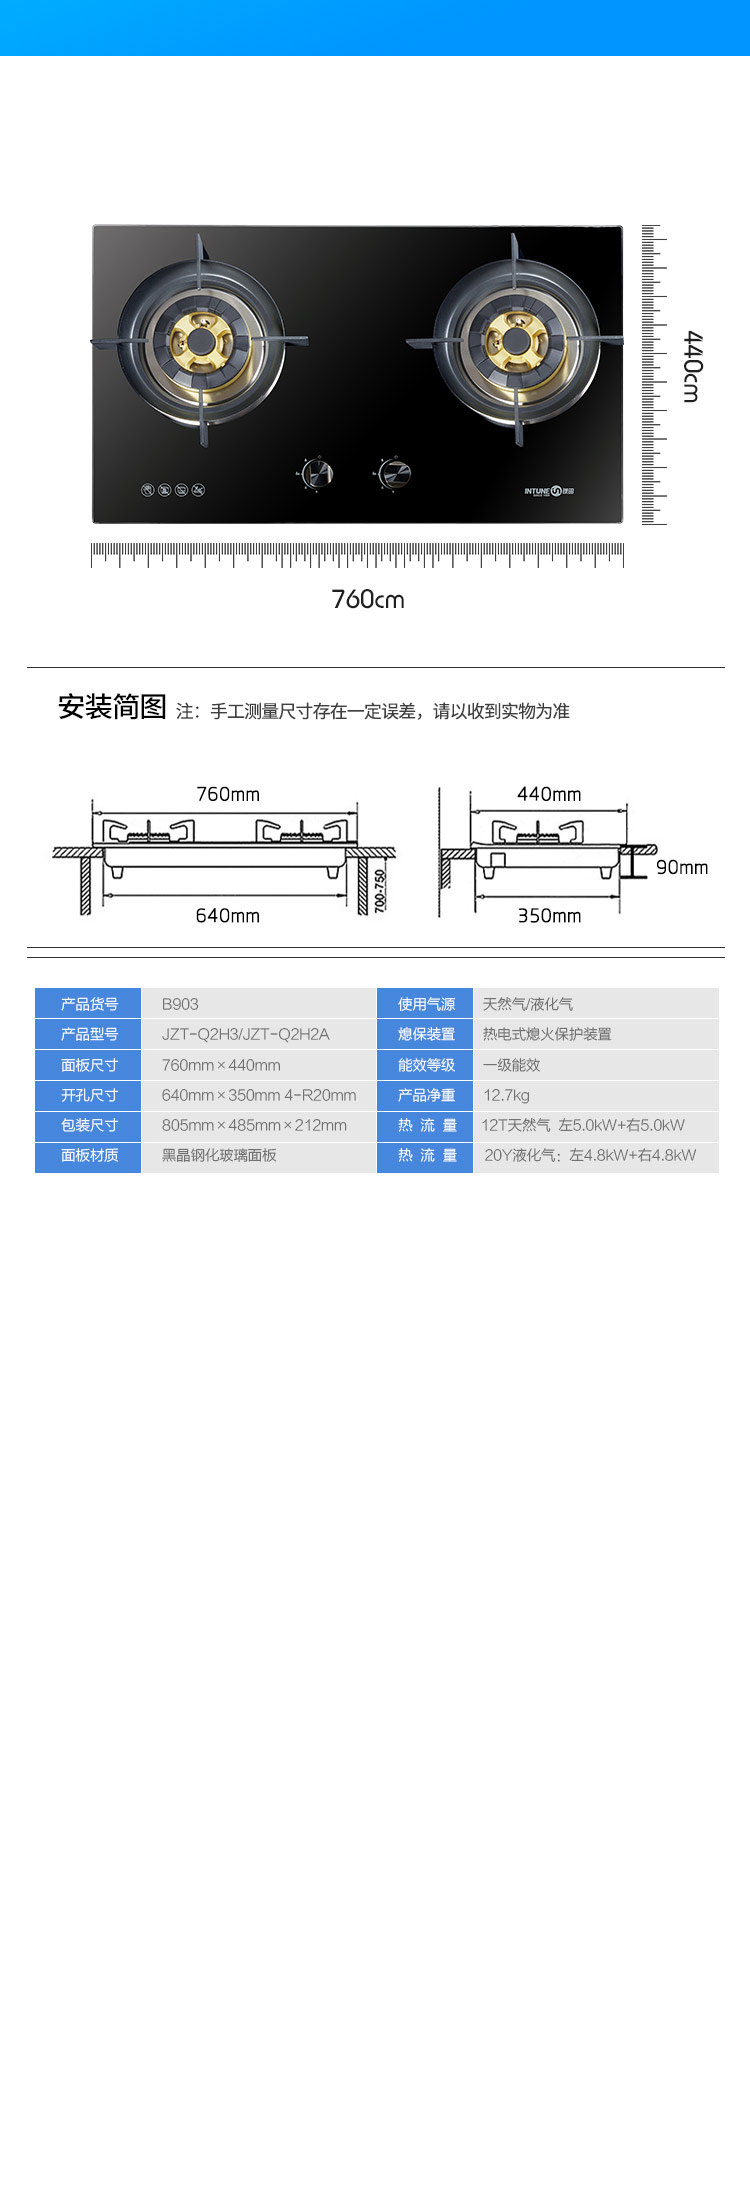 INTUNE
440cm
760cm
安装简图 注：手工测量尺寸存在一定误差，请以收到实物为准
760mm 440mm
700-750
90mm
640mm 350mm
产品货号 B903 使用气源 天然气/液化气
产品型号 JZT-Q2H3/JZT-Q2H2A 熄保装置 热电式熄火保护装置
面板尺寸 760mm×440mm 能效等级 一级能效
开孔尺寸 640mm×350mm 4-R20mm 产品净重 12.7kg
包装尺寸 805mm×485mm×212mm 热 流 量 12T天然气 左5.0kW+右5.0kW
面板材质 黑晶钢化玻璃面板 热 流 量 20Y液化气：左4.8kW+右4.8kW